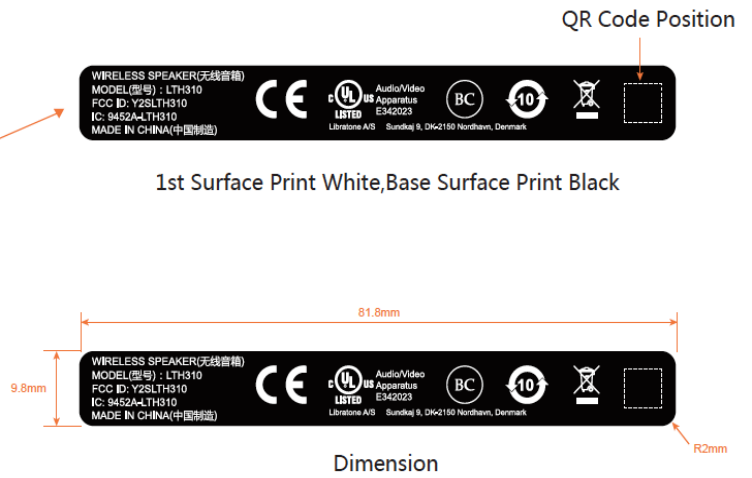 QR Code Position
WIRELESS SPEAKER(无线音箱)
MODEL(型号) : LTH310
FCC ID: Y2SLTH310
IC: 9452A-LTH310
MADE IN CHINA(中国制造)
CE
C UL US
LISTED
Audio/Video
Apparatus
E342023
BC
10
Libratone A/S Sundkaj 9, DK-2150 Nordhavn, Denmark
1st Surface Print White,Base Surface Print Black
81.8mm
9.8mm
WIRELESS SPEAKER(无线音箱)
MODEL(型号) : LTH310
FCC ID: Y2SLTH310
IC: 9452A-LTH310
MADE IN CHINA(中国制造)
CE
C UL US
LISTED
Audio/Video
Apparatus
E342023
BC
10
Libratone A/S Sundkaj 9, DK-2150 Nordhavn, Denmark
R2mm
Dimension